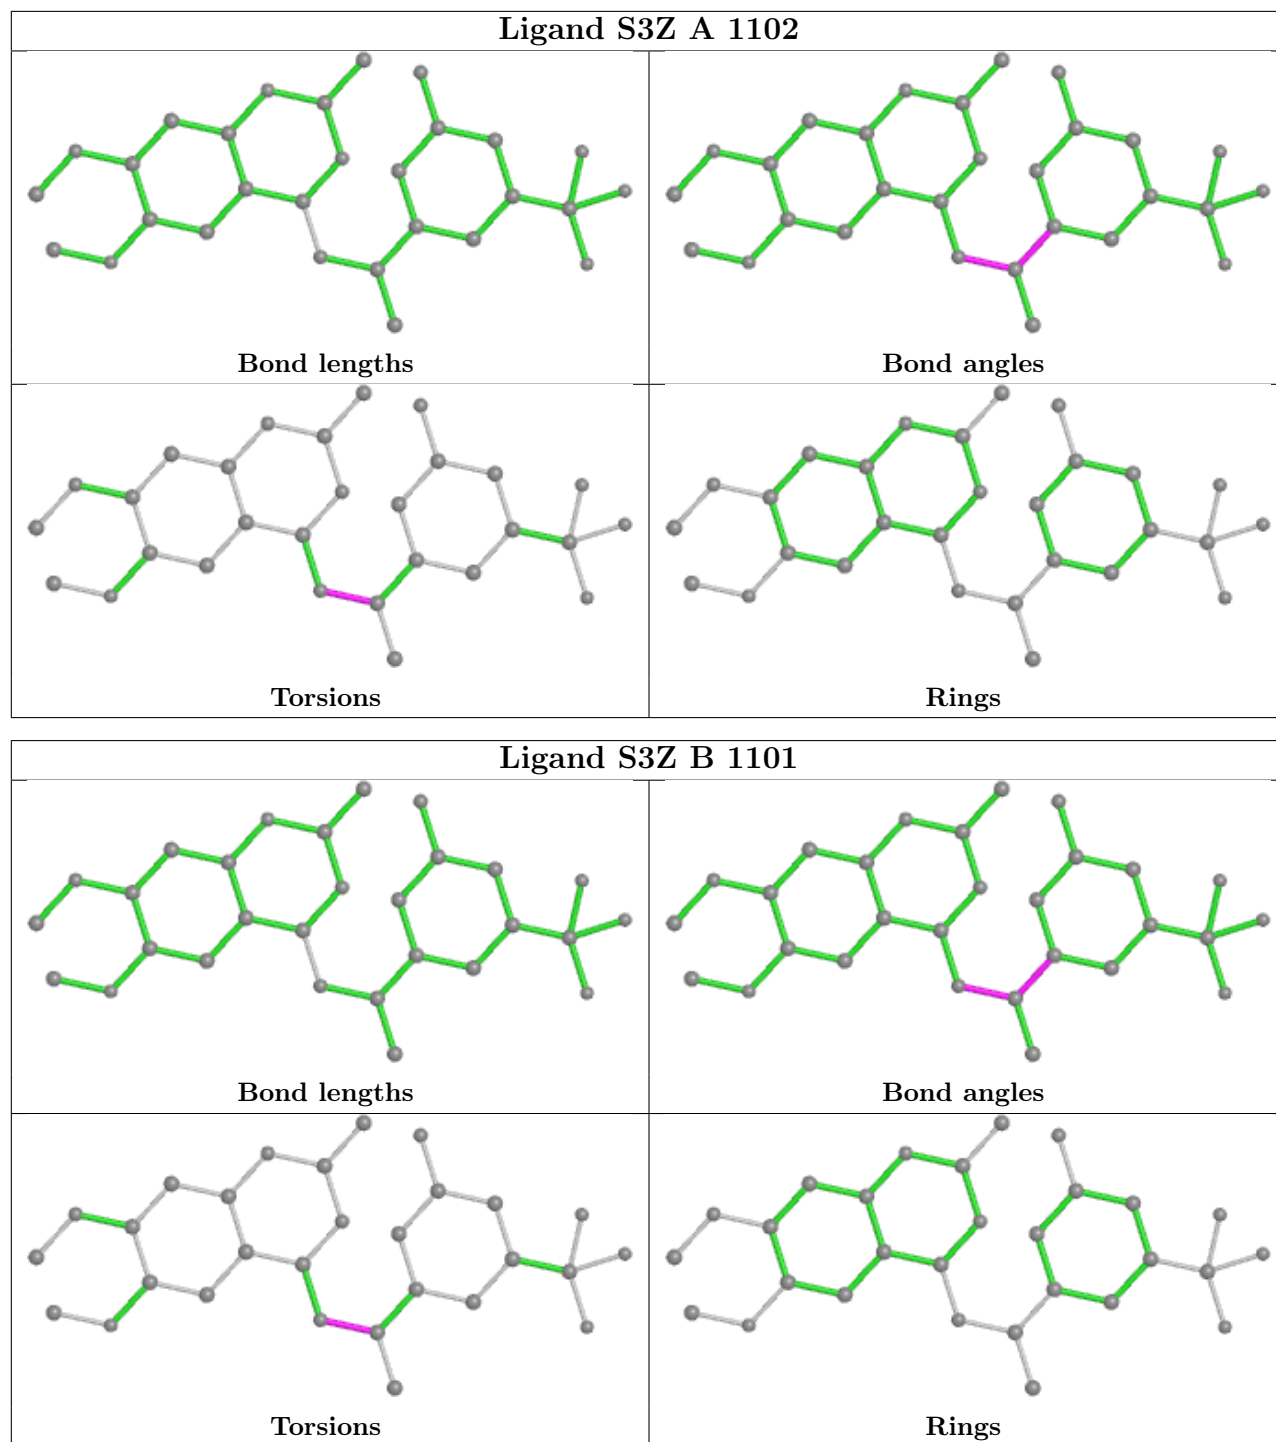 Ligand S3Z A 1102
Bond lengths
Bond angles
Torsions
Rings
Ligand S3Z B 1101
Bond lengths
Bond angles
Torsions
Rings